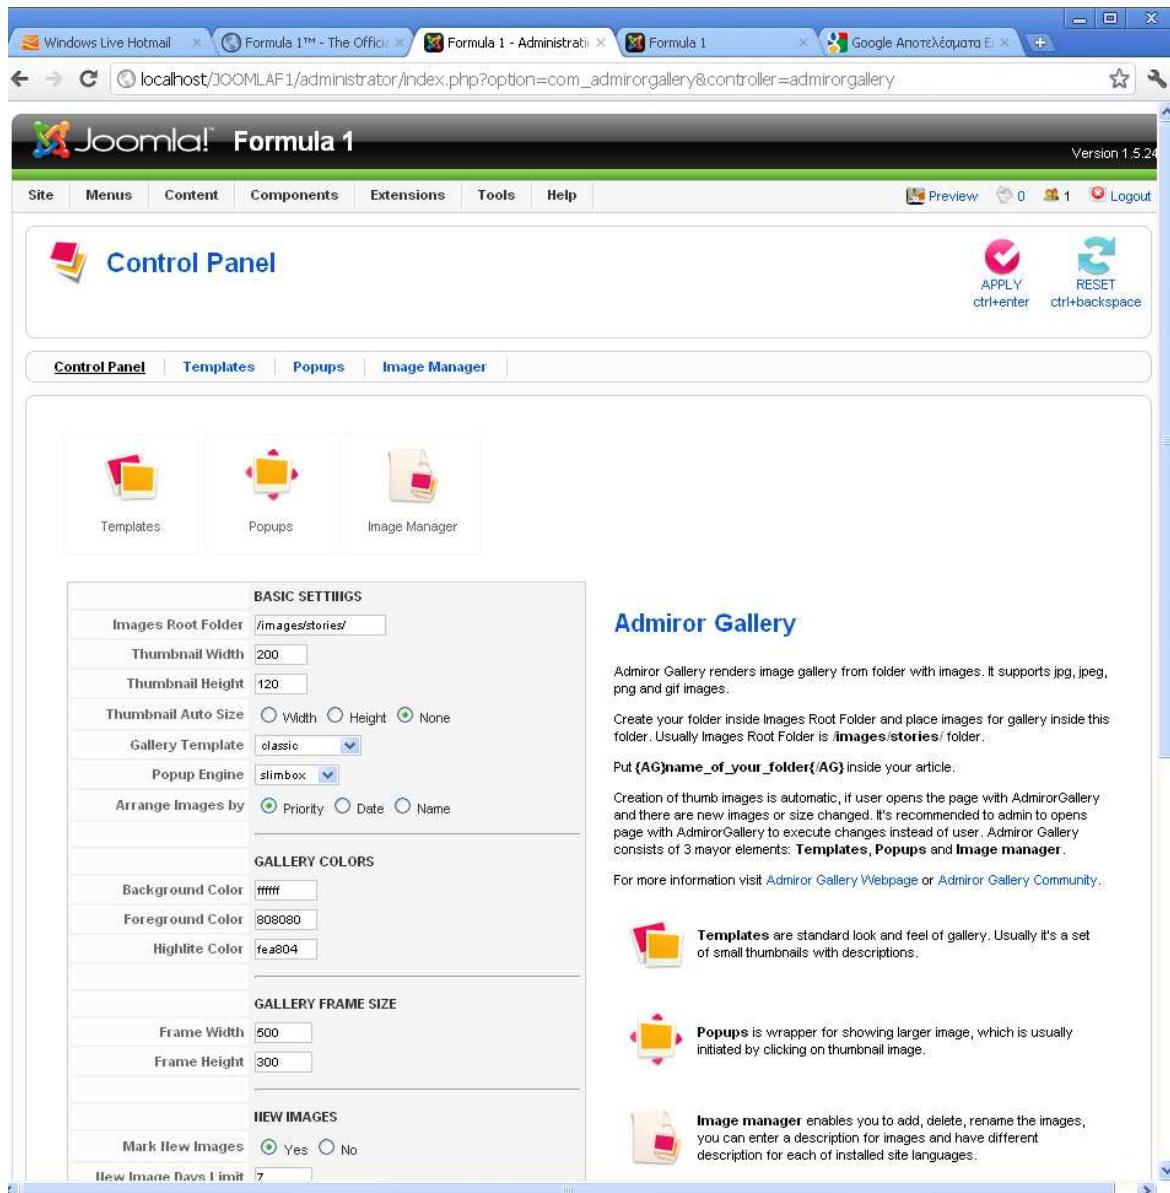 Windows Live Hotmail
Formula 1™ - The Offici
Formula 1 - Administrati
Formula 1
Google Αποτελέσματα Ει
localhost/JOOMLAF1/administrator/index.php?option=com_admirorgallery&controller=admirorgallery
Joomla! Formula 1
Version 1.5.24
Site Menus Content Components Extensions Tools Help Preview 0 1 Logout
Control Panel
APPLY RESET
ctrl+enter ctrl+backspace
Control Panel Templates Popups Image Manager
Templates Popups Image Manager
BASIC SETTINGS
Images Root Folder /images/stories/
Thumbnail Width 200
Thumbnail Height 120
Thumbnail Auto Size Width Height None
Gallery Template classic
Popup Engine slimbox
Arrange Images by Priority Date Name
GALLERY COLORS
Background Color ffffff
Foreground Color 808080
Highlite Color fea804
GALLERY FRAME SIZE
Frame Width 500
Frame Height 300
NEW IMAGES
Mark New Images Yes No
New Image Days Limit 7
Admiror Gallery
Admiror Gallery renders image gallery from folder with images. It supports jpg, jpeg,
png and gif images.
Create your folder inside Images Root Folder and place images for gallery inside this
folder. Usually Images Root Folder is /images/stories/ folder.
Put {AG}name_of_your_folder{/AG} inside your article.
Creation of thumb images is automatic, if user opens the page with AdmirorGallery
and there are new images or size changed. It's recommended to admin to opens
page with AdmirorGallery to execute changes instead of user. Admiror Gallery
consists of 3 mayor elements: Templates, Popups and Image manager.
For more information visit Admiror Gallery Webpage or Admiror Gallery Community.
Templates are standard look and feel of gallery. Usually it's a set
of small thumbnails with descriptions.
Popups is wrapper for showing larger image, which is usually
initiated by clicking on thumbnail image.
Image manager enables you to add, delete, rename the images,
you can enter a description for images and have different
description for each of installed site languages.